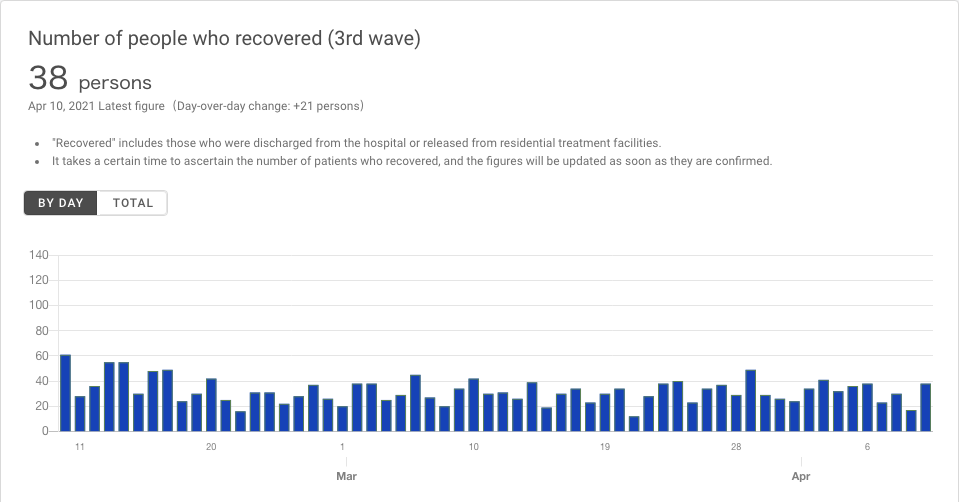 Number of people who recovered (3rd wave)
38 persons
Apr 10, 2021 Latest figure（Day-over-day change: +21 persons）
• "Recovered" includes those who were discharged from the hospital or released from residential treatment facilities.
• It takes a certain time to ascertain the number of patients who recovered, and the figures will be updated as soon as they are confirmed.
BY DAY TOTAL
140
120
100
80
60
40
20
0
11 20 1 10 19 28 6
Mar Apr